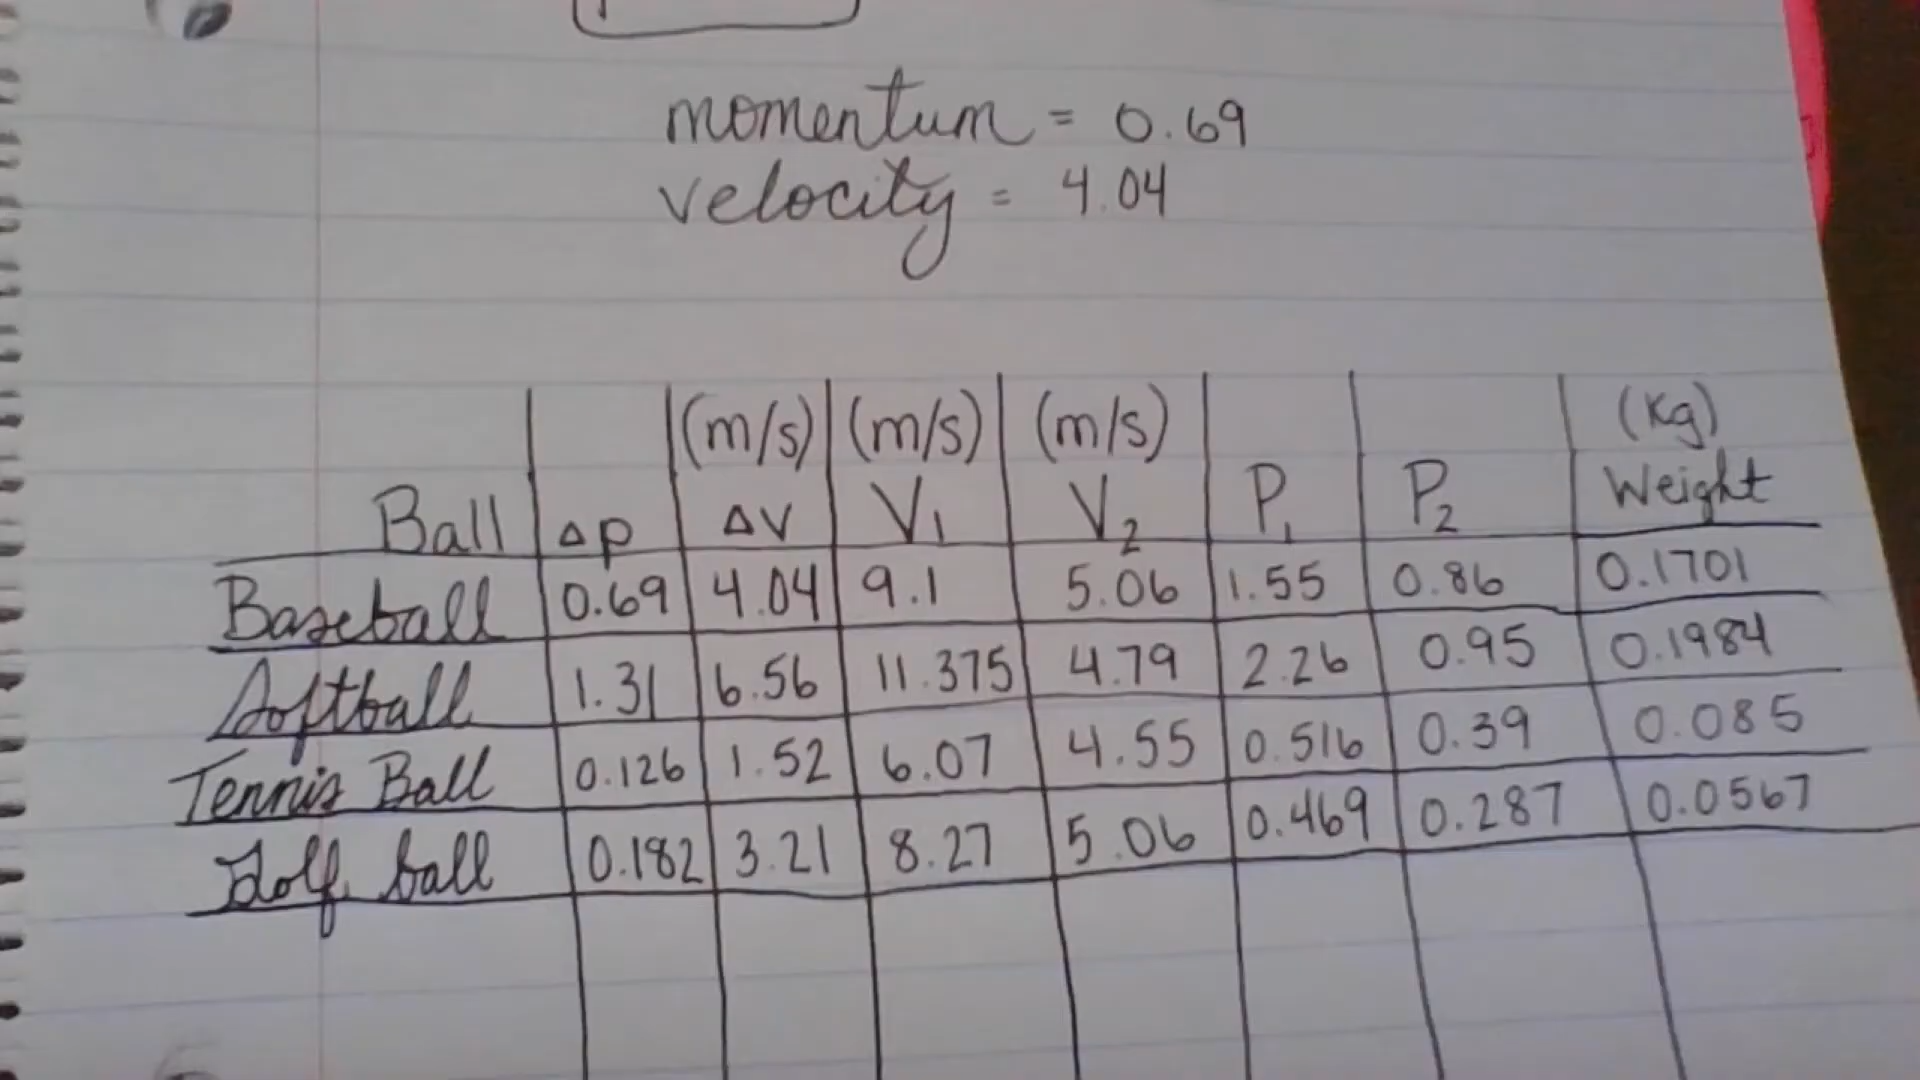 momentum = 0.69
velocity = 4.04
(m/s) (m/s) (m/s) (Kg)
Ball Δp ΔV V1 V2 P1 P2 Weight
Baseball 0.69 4.04 9.1 5.06 1.55 0.86 0.1701
Softball 1.31 6.56 11.375 4.79 2.26 0.95 0.1984
Tennis Ball 0.126 1.52 6.07 4.55 0.516 0.39 0.085
Golf ball 0.182 3.21 8.27 5.06 0.469 0.287 0.0567